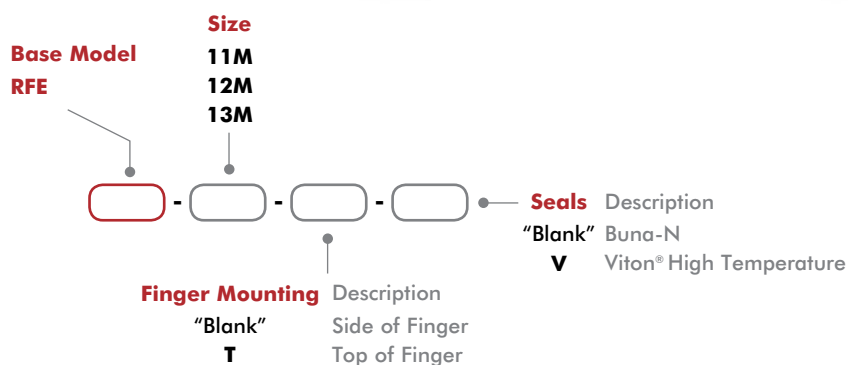 Size
Base Model 11M
RFE 12M
13M
- - -
Seals Description
"Blank" Buna-N
V Viton® High Temperature
Finger Mounting Description
"Blank" Side of Finger
T Top of Finger